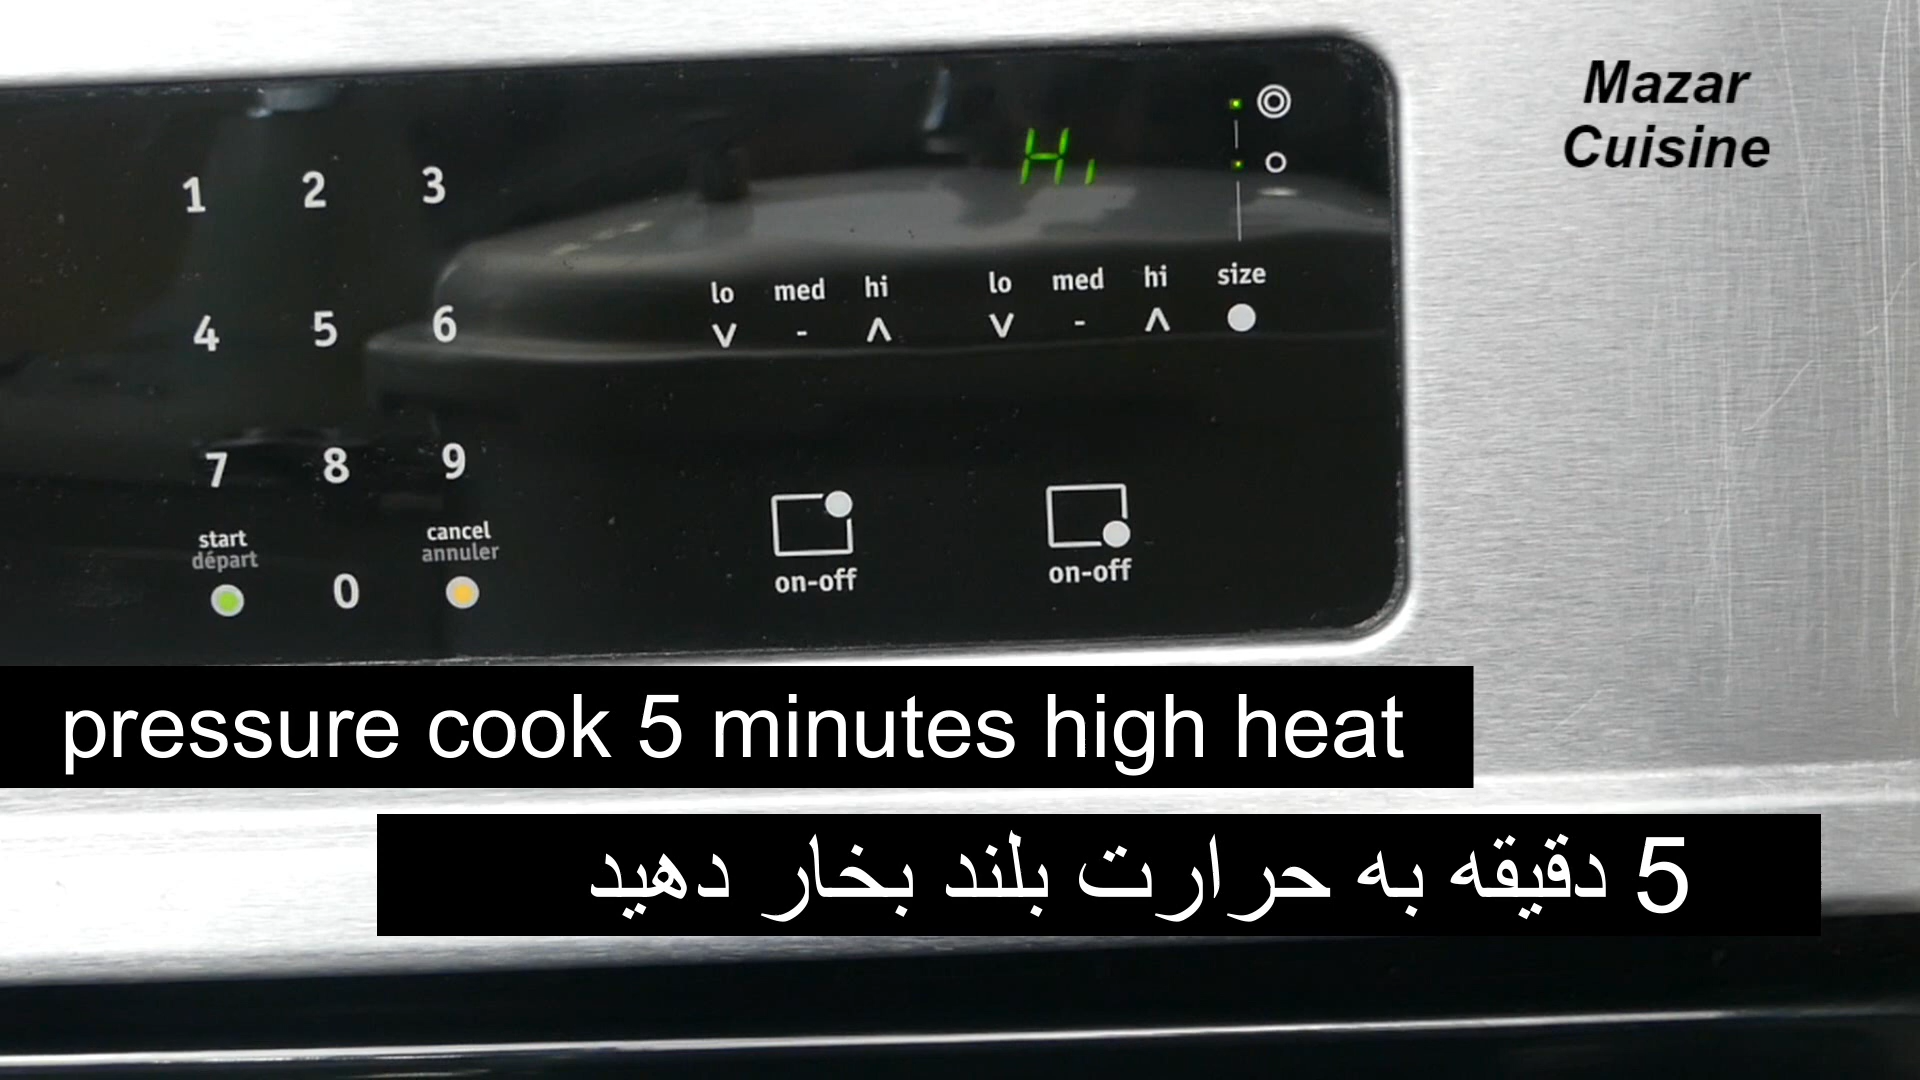 Mazar
Cuisine
Hi
1 2 3
lo med hi lo med hi size
4 5 6
7 8 9
start
départ
cancel
annuler
0
on-off on-off
pressure cook 5 minutes high heat
5 دقیقه به حرارت بلند بخار دهید